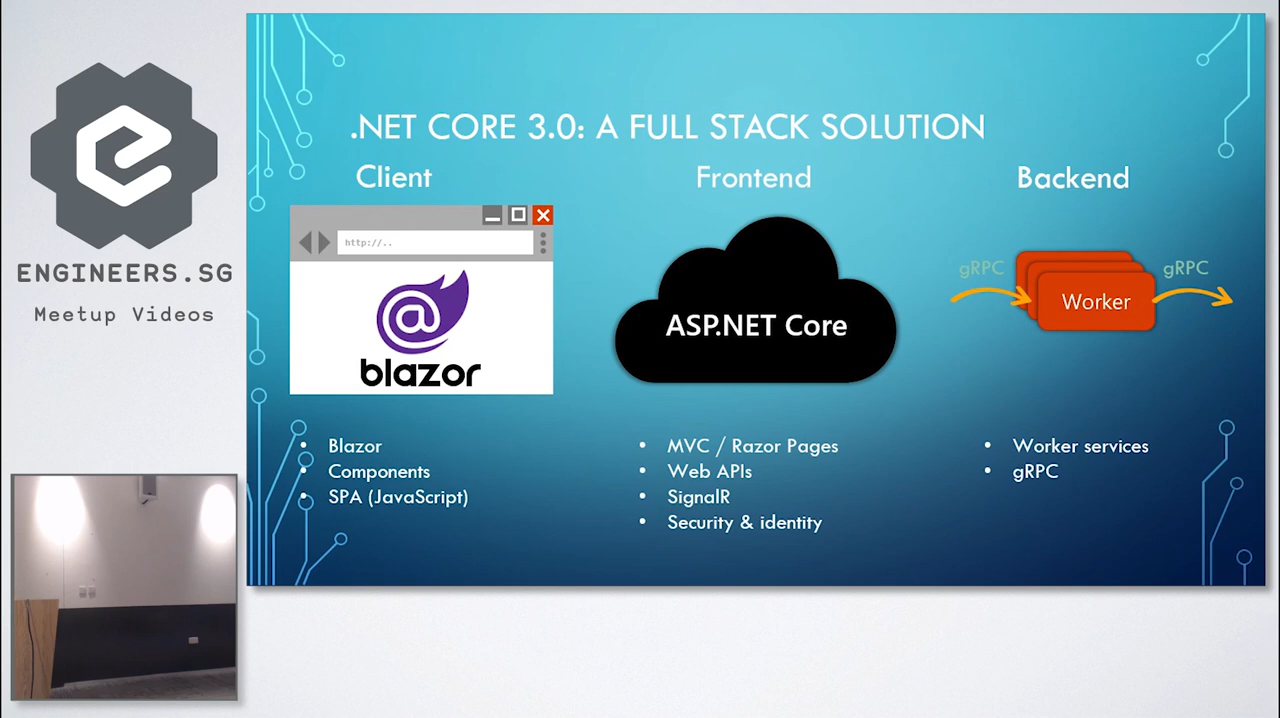 ENGINEERS.SG
Meetup Videos
.NET CORE 3.0: A FULL STACK SOLUTION
Client
http://..
blazor
• Blazor
• Components
• SPA (JavaScript)
Frontend
ASP.NET Core
• MVC / Razor Pages
• Web APIs
• SignalR
• Security & identity
Backend
gRPC
Worker
gRPC
• Worker services
• gRPC